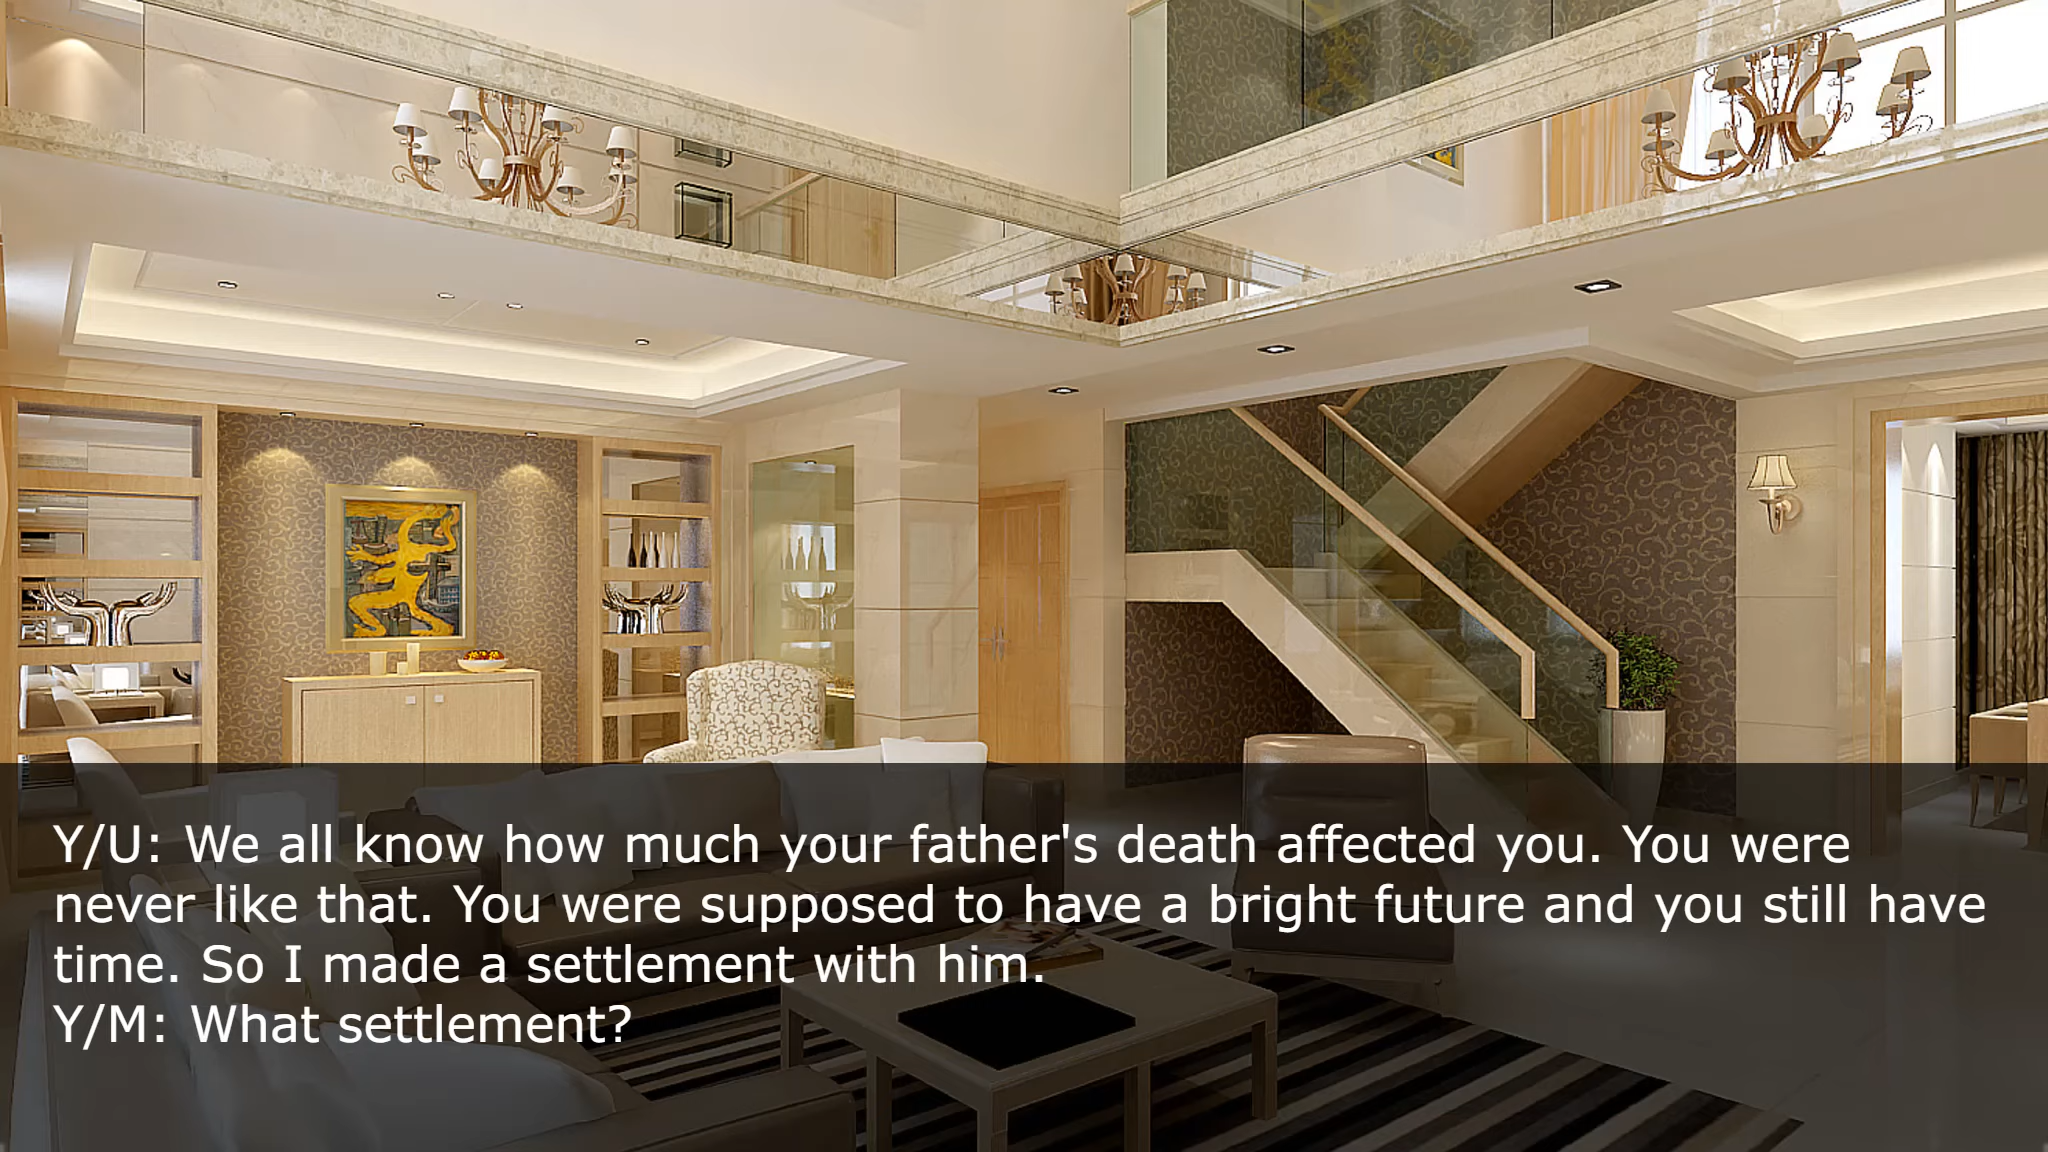 Y/U: We all know how much your father's death affected you. You were
never like that. You were supposed to have a bright future and you still have
time. So I made a settlement with him.
Y/M: What settlement?